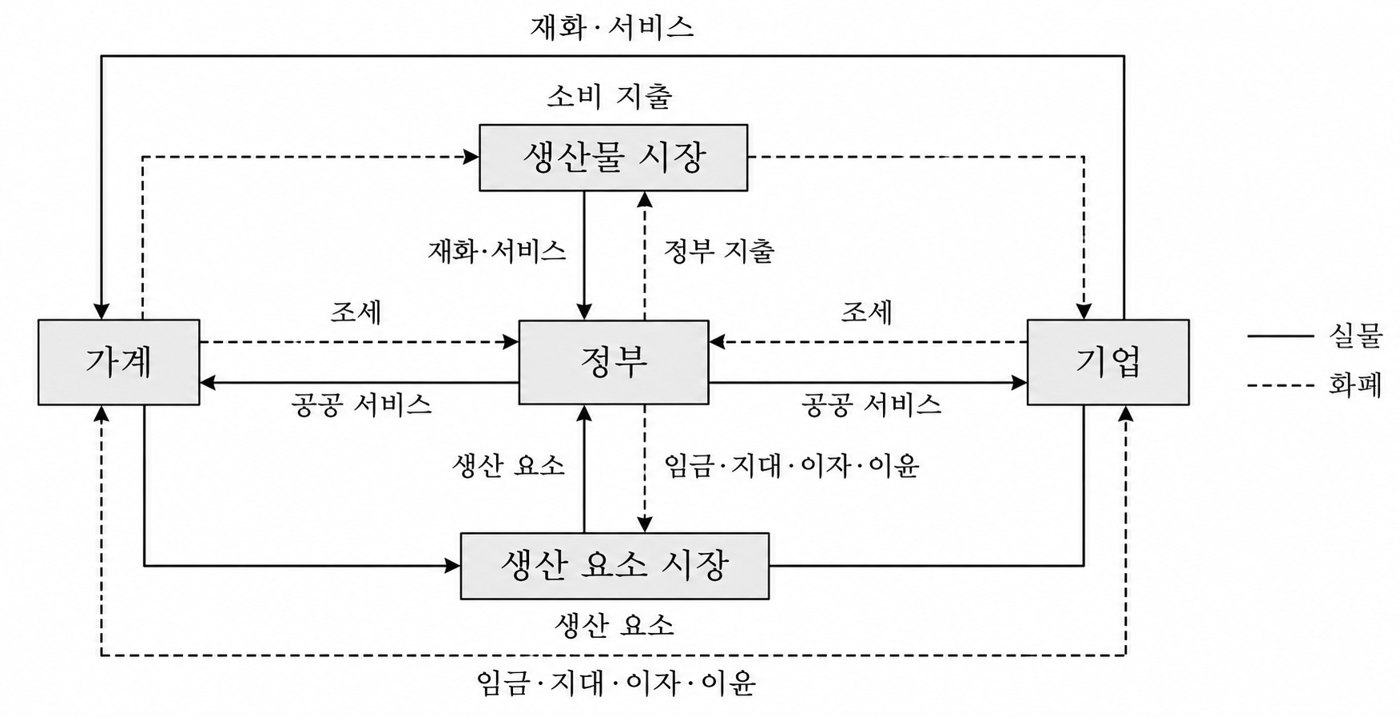 재화·서비스
소비 지출
생산물 시장
재화·서비스
정부 지출
조세
조세
가계
정부
기업
실물
화폐
공공 서비스
공공 서비스
생산 요소
임금·지대·이자·이윤
생산 요소 시장
생산 요소
임금·지대·이자·이윤